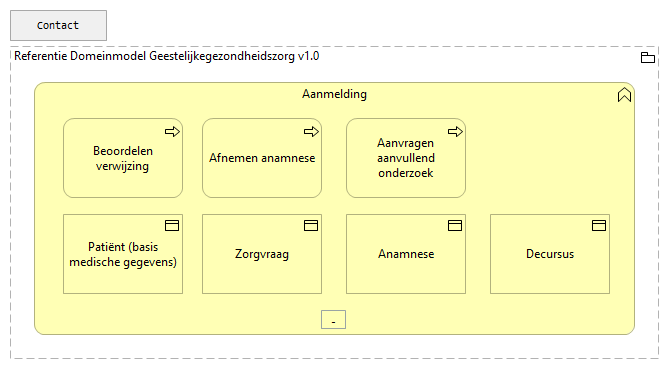 Contact
Referentie Domeinmodel Geestelijkegezondheidszorg v1.0
Aanmelding
Beoordelen
verwijzing
Afnemen anamnese
Aanvragen
aanvullend
onderzoek
Patiënt (basis
medische gegevens)
Zorgvraag
Anamnese
Decursus
-